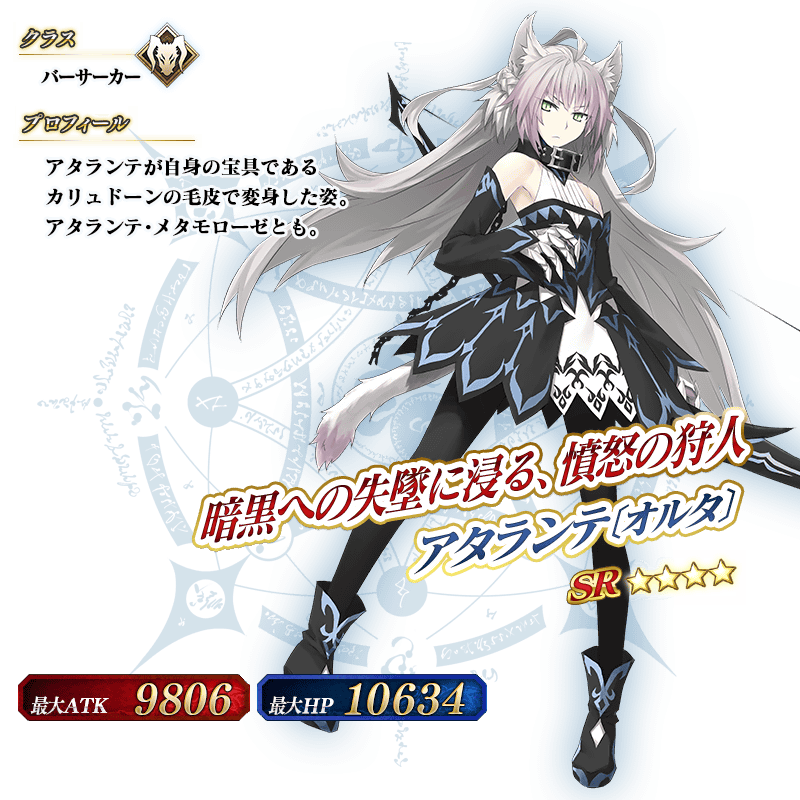 クラス
バーサーカー
プロフィール
アタランテが自身の宝具である
カリュドーンの毛皮で変身した姿。
アタランテ・メタモローゼとも。
暗黒への失墜に浸る、憤怒の狩人
アタランテ〔オルタ〕
SR ☆☆☆☆
最大ATK 9806
最大HP 10634